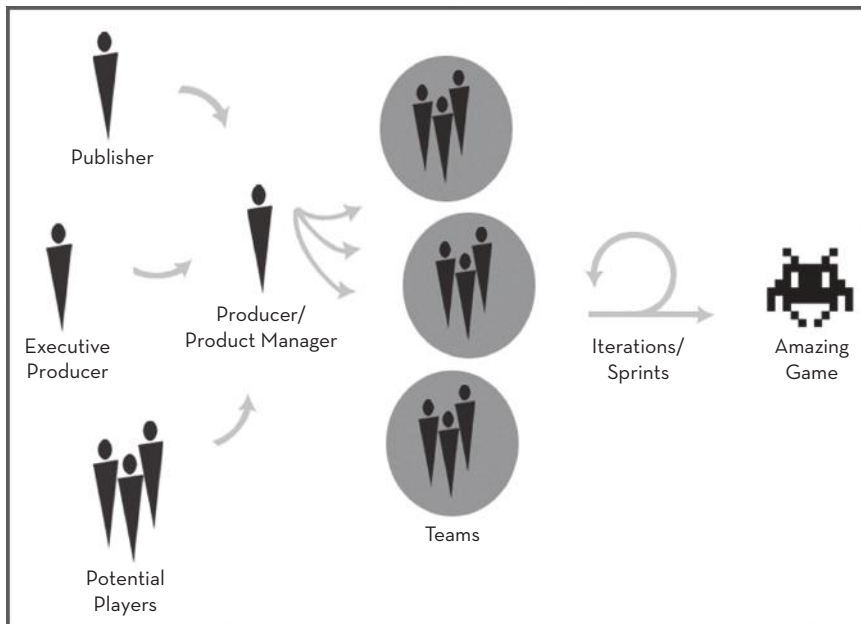 Publisher
Executive
Producer
Potential
Players
Producer/
Product Manager
Teams
Iterations/
Sprints
Amazing
Game